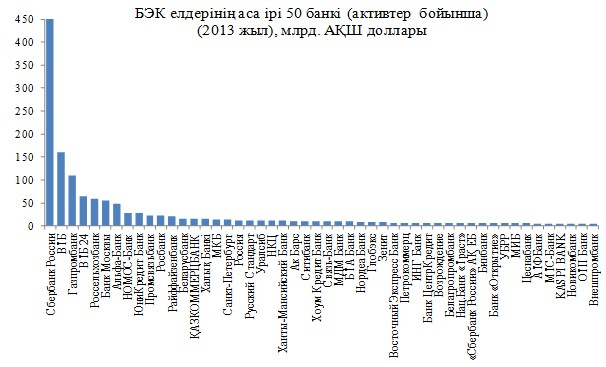 БЭК елдерінің аса ірі 50 банкі (активтер бойынша)
(2013 жыл), млрд. АҚШ доллары
450
400
350
300
250
200
150
100
50
0
Сбербанк России
ВТБ
Газпромбанк
ВТБ 24
Россельхозбанк
Банк Москвы
Альфа-Банк
НОМОС-Банк
ЮниКредит Банк
Промсвязьбанк
Росбанк
Райффайзенбанк
Беларусбанк
ҚАЗКОММЕРЦБАНК
Халық Банкі
МКБ
Санкт-Петербург
Россия
Русский Стандарт
Уралсиб
НКЦ
Ханты-Мансийский Банк
Ак Барс
Ситибанк
Хоум Кредит Банк
Связь-Банк
МДМ Банк
БТА Банк
Нордеа Банк
Глобэкс
Зенит
Восточный Экспресс Банк
Петрокоммерц
ИНГ Банк
Банк ЦентрКредит
Возрождение
Белагропромбанк
Нац.Банк «Траст»
«Сбербанк России» АҚ ЕБ
Бинбанк
Банк «Открытие»
УБРР
МИБ
Цеснабанк
АТФБанк
МТС-Банк
KASPI BANK
Новикомбанк
ОТП Банк
Внешпромбанк